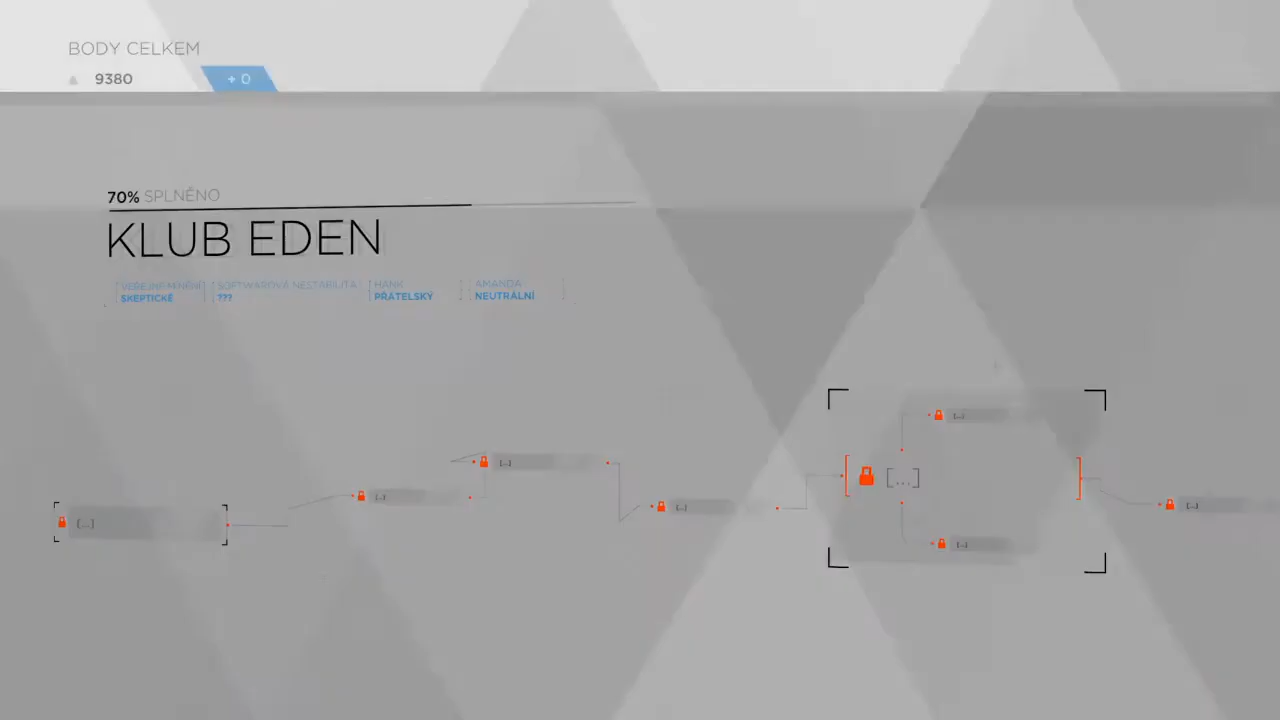 BODY CELKEM
9380 + 0
70% SPLNĚNO
KLUB EDEN
VEŘEJNÉ MÍNĚNÍ SOFTWAROVÁ NESTABILITA HANK AMANDA
SKEPTICKÉ ??? PŘÁTELSKÝ NEUTRÁLNÍ
[...]
[...]
[...]
[...]
[...]
[...]
[...]
[...]